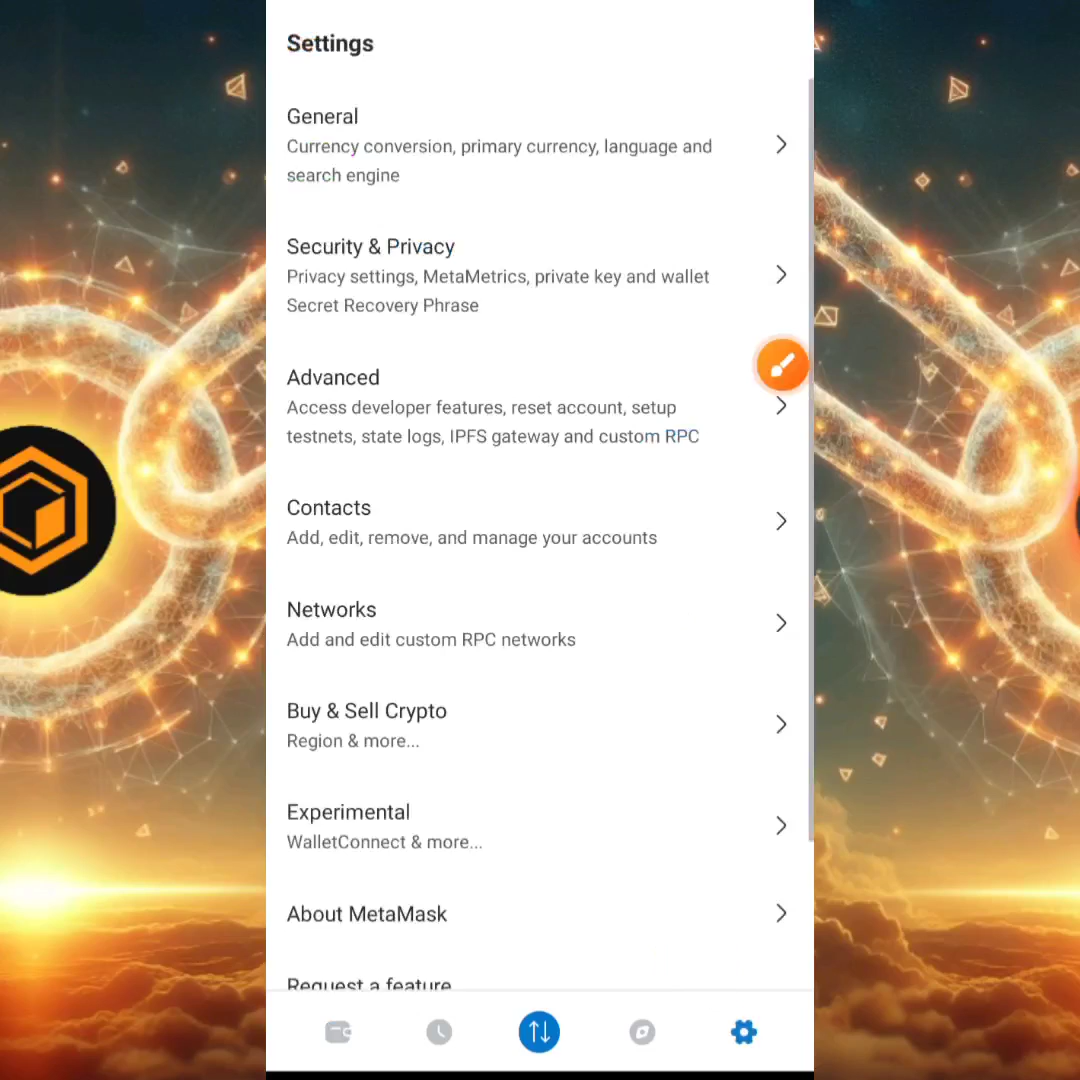 Settings
General
Currency conversion, primary currency, language and
search engine
Security & Privacy
Privacy settings, MetaMetrics, private key and wallet
Secret Recovery Phrase
Advanced
Access developer features, reset account, setup
testnets, state logs, IPFS gateway and custom RPC
Contacts
Add, edit, remove, and manage your accounts
Networks
Add and edit custom RPC networks
Buy & Sell Crypto
Region & more...
Experimental
WalletConnect & more...
About MetaMask
Request a feature